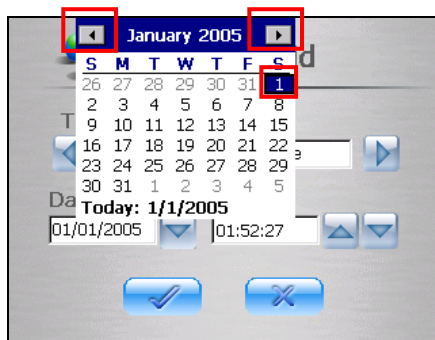 January 2005
d
S M T W T F S
26 27 28 29 30 31 1
2 3 4 5 6 7 8
T
9 10 11 12 13 14 15
16 17 18 19 20 21 22
e
23 24 25 26 27 28 29
30 31 1 2 3 4 5
Da
Today: 1/1/2005
01/01/2005 01:52:27